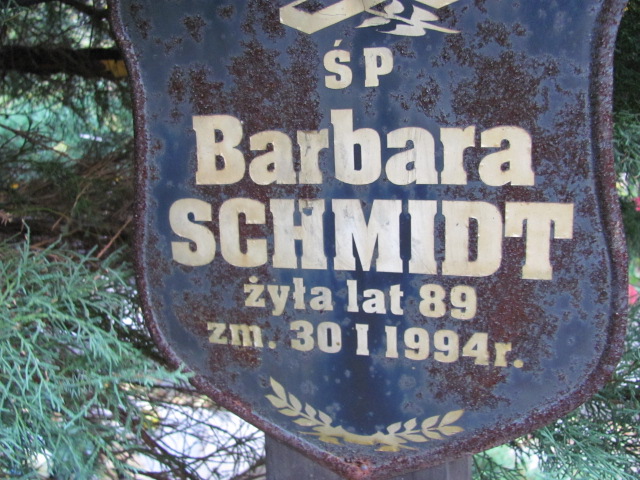 ŚP
Barbara
SCHMIDT
żyła lat 89
zm. 30 I 1994r.